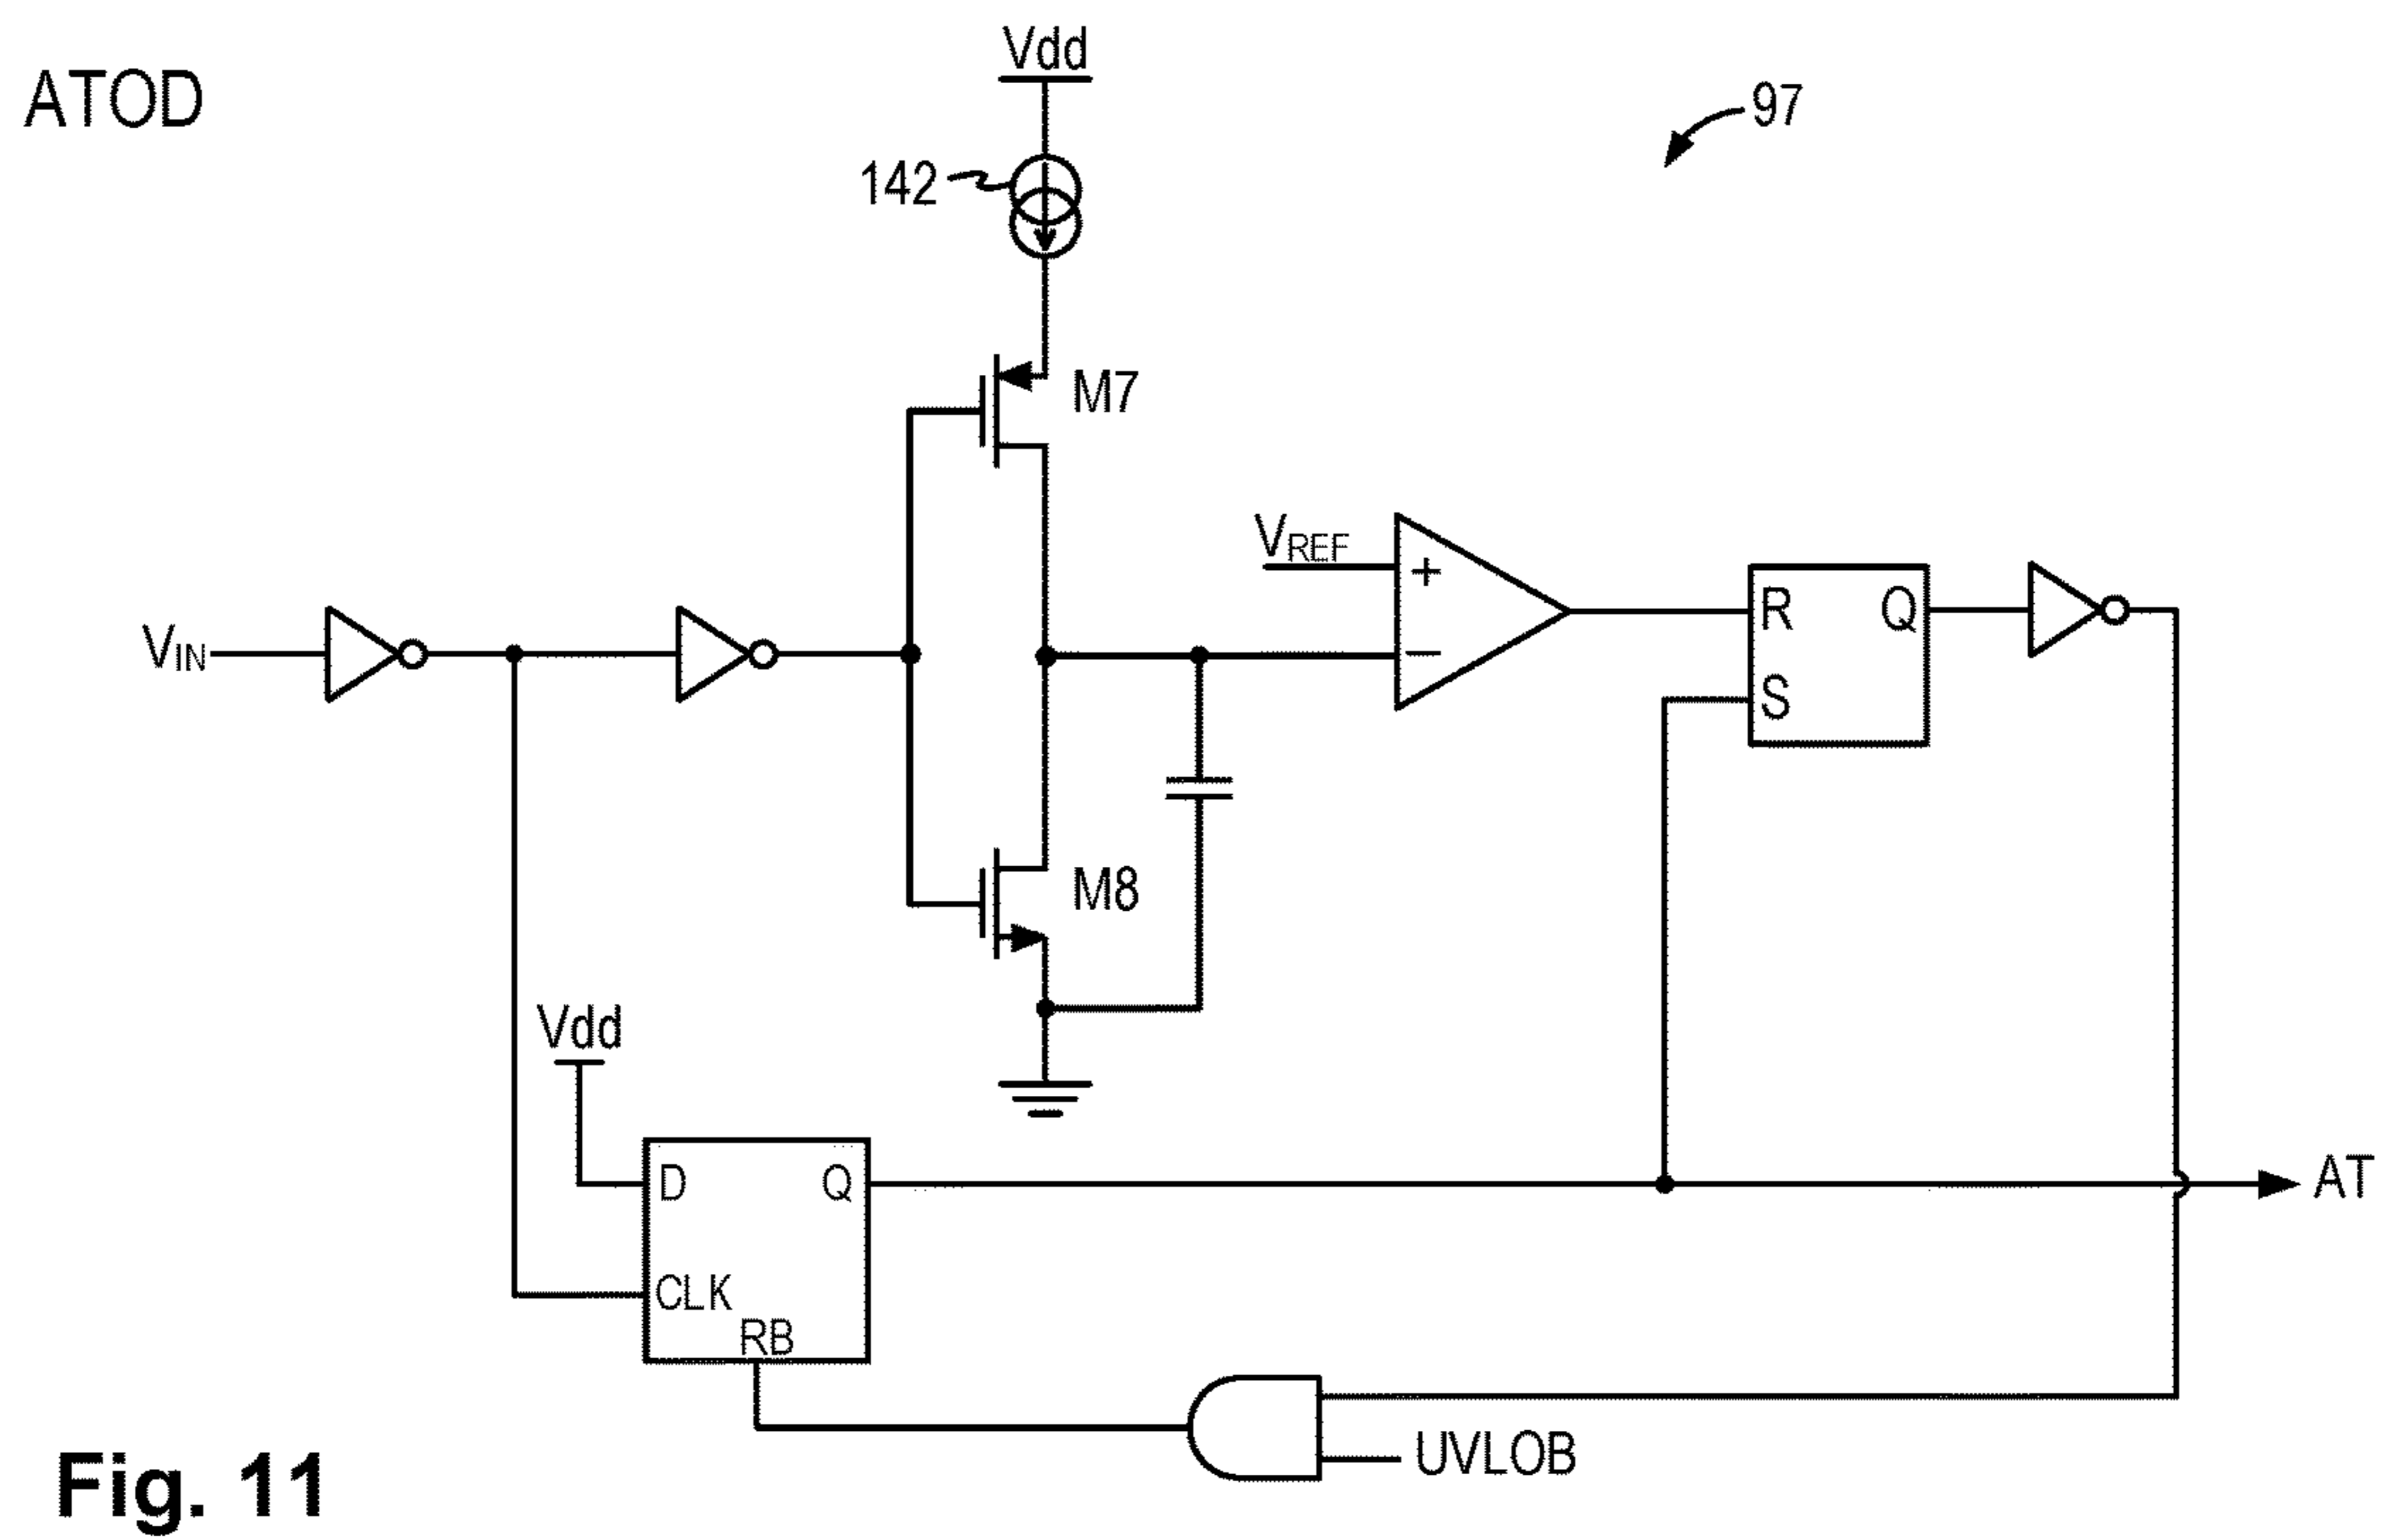 ATOD
Vdd
97
142
M7
VREF
+
−
R
Q
S
VIN
M8
Vdd
D
Q
CLK
RB
AT
UVLOB
Fig. 11